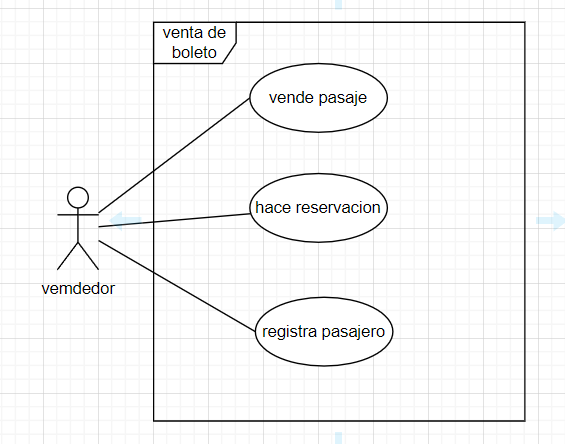 venta de
boleto
vende pasaje
hace reservacion
vemdedor
registra pasajero